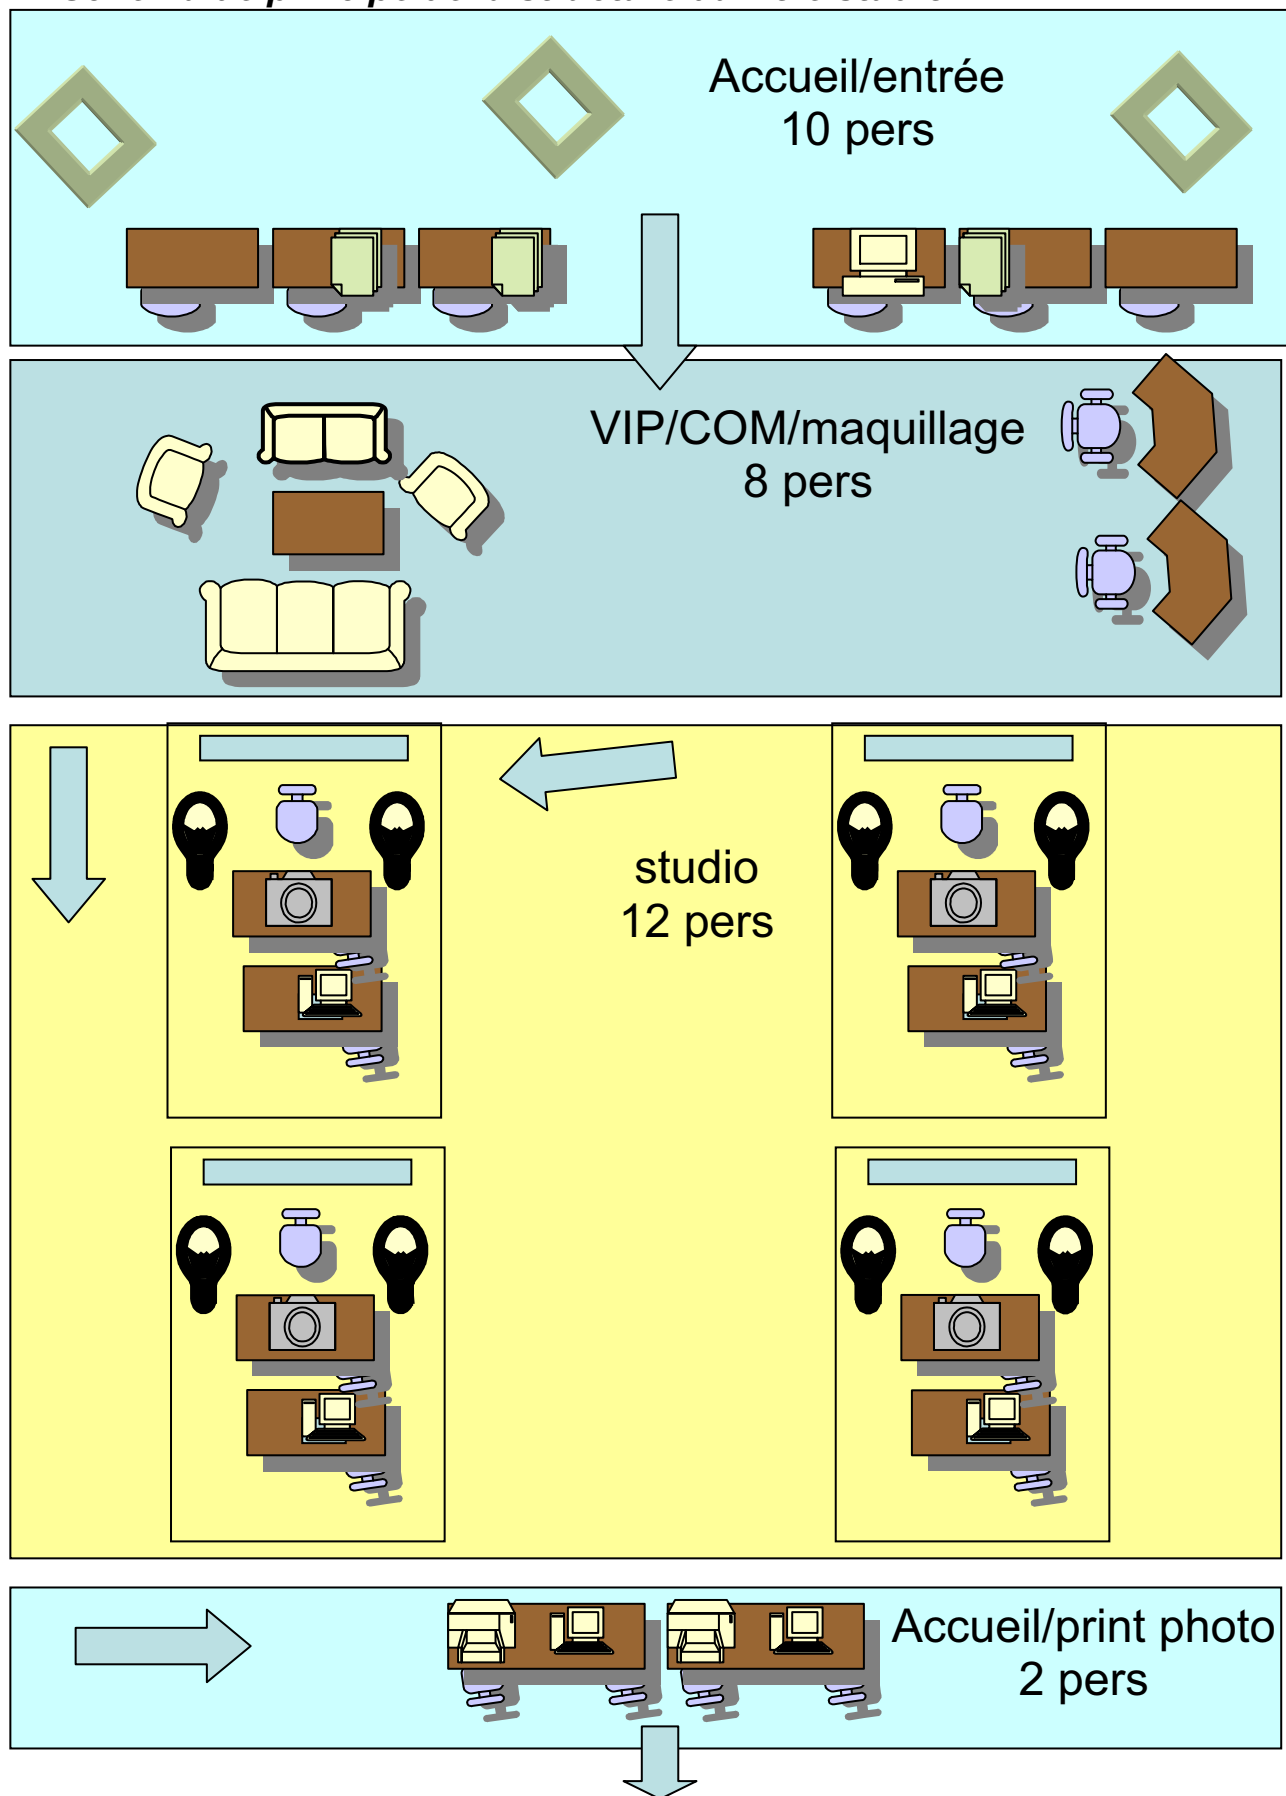 Accueil/entrée
10 pers
VIP/COM/maquillage
8 pers
studio
12 pers
Accueil/print photo
2 pers